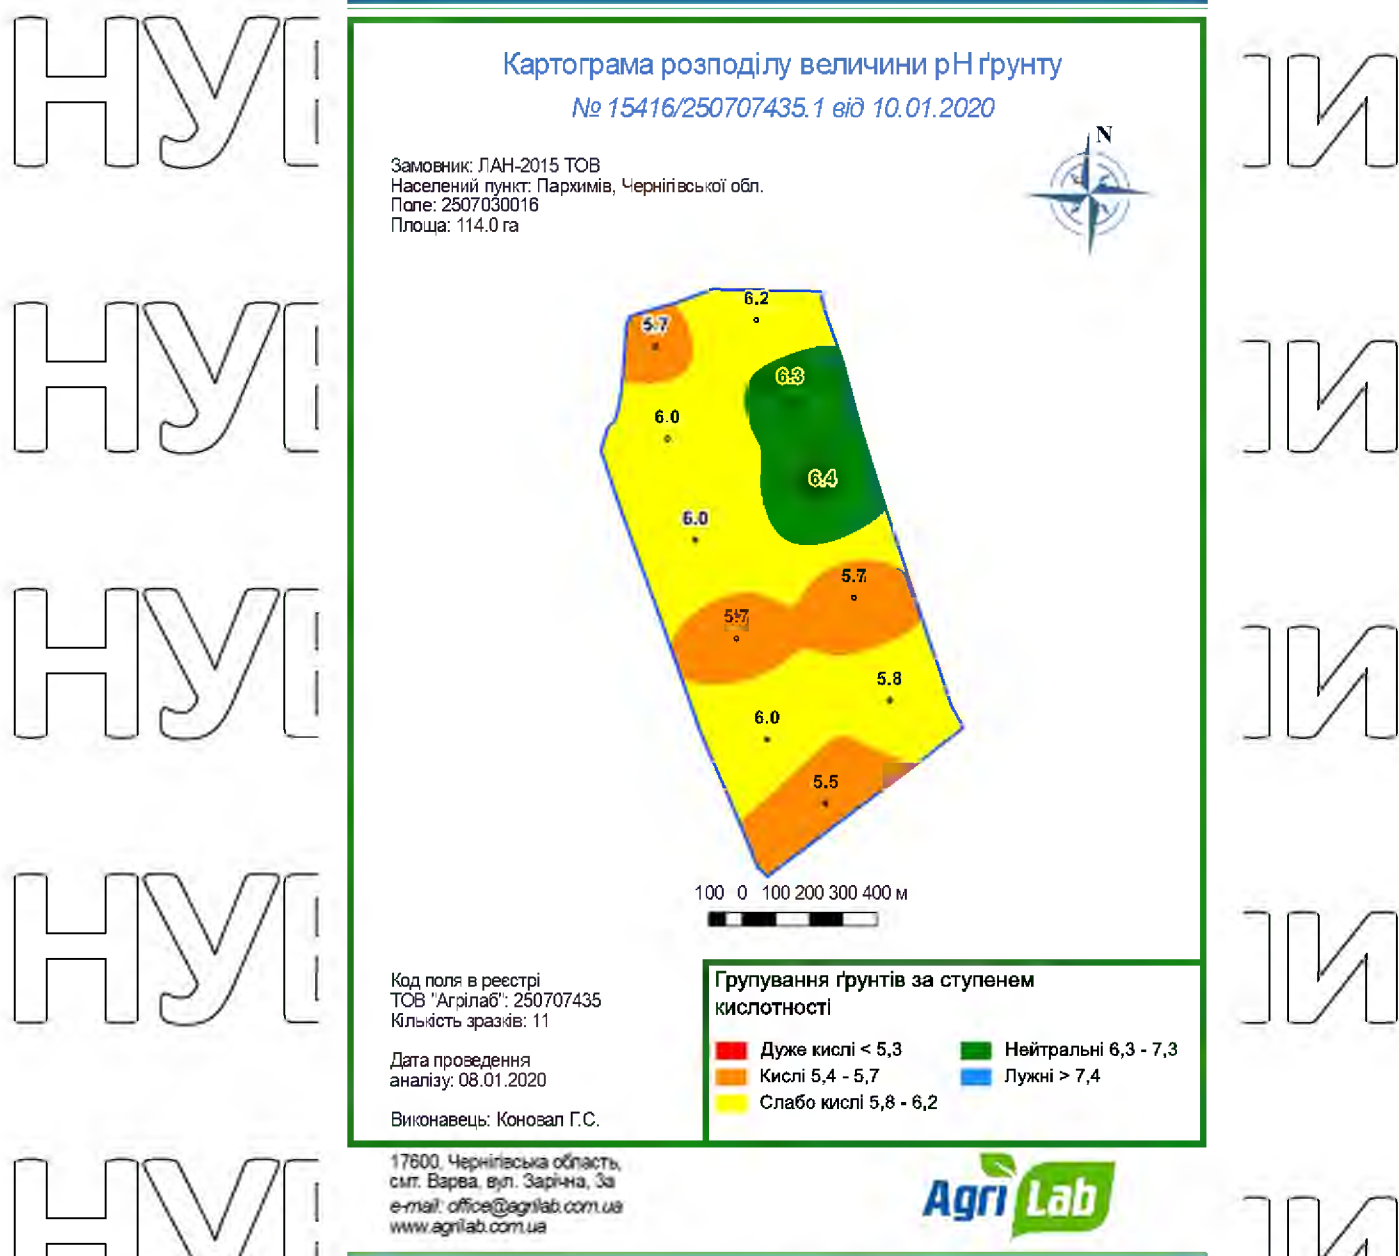 Картограма розподілу величини рН ґрунту
№ 15416/250707435.1 від 10.01.2020
N
Замовник: ЛАН-2015 ТОВ
Населений пункт: Пархимів, Чернігівської обл.
Поле: 2507030016
Площа: 114.0 га
6.2
5.7
6.3
6.0
6.4
6.0
5.7
5.7
5.8
6.0
5.5
100 0 100 200 300 400 м
Код поля в реєстрі
ТОВ "Агрілаб": 250707435
Кількість зразків: 11
Дата проведення
аналізу: 08.01.2020
Виконавець: Коновал Г.С.
Групування ґрунтів за ступенем
кислотності
Дуже кислі < 5,3
Кислі 5,4 - 5,7
Слабо кислі 5,8 - 6,2
Нейтральні 6,3 - 7,3
Лужні > 7,4
17600, Чернігівська область,
смт. Варва, вул. Зарічна, 3а
e-mail: office@agrilab.com.ua
www.agrilab.com.ua
Agri Lab
НУ
И
НУ
И
НУ
И
НУ
И
НУ
И